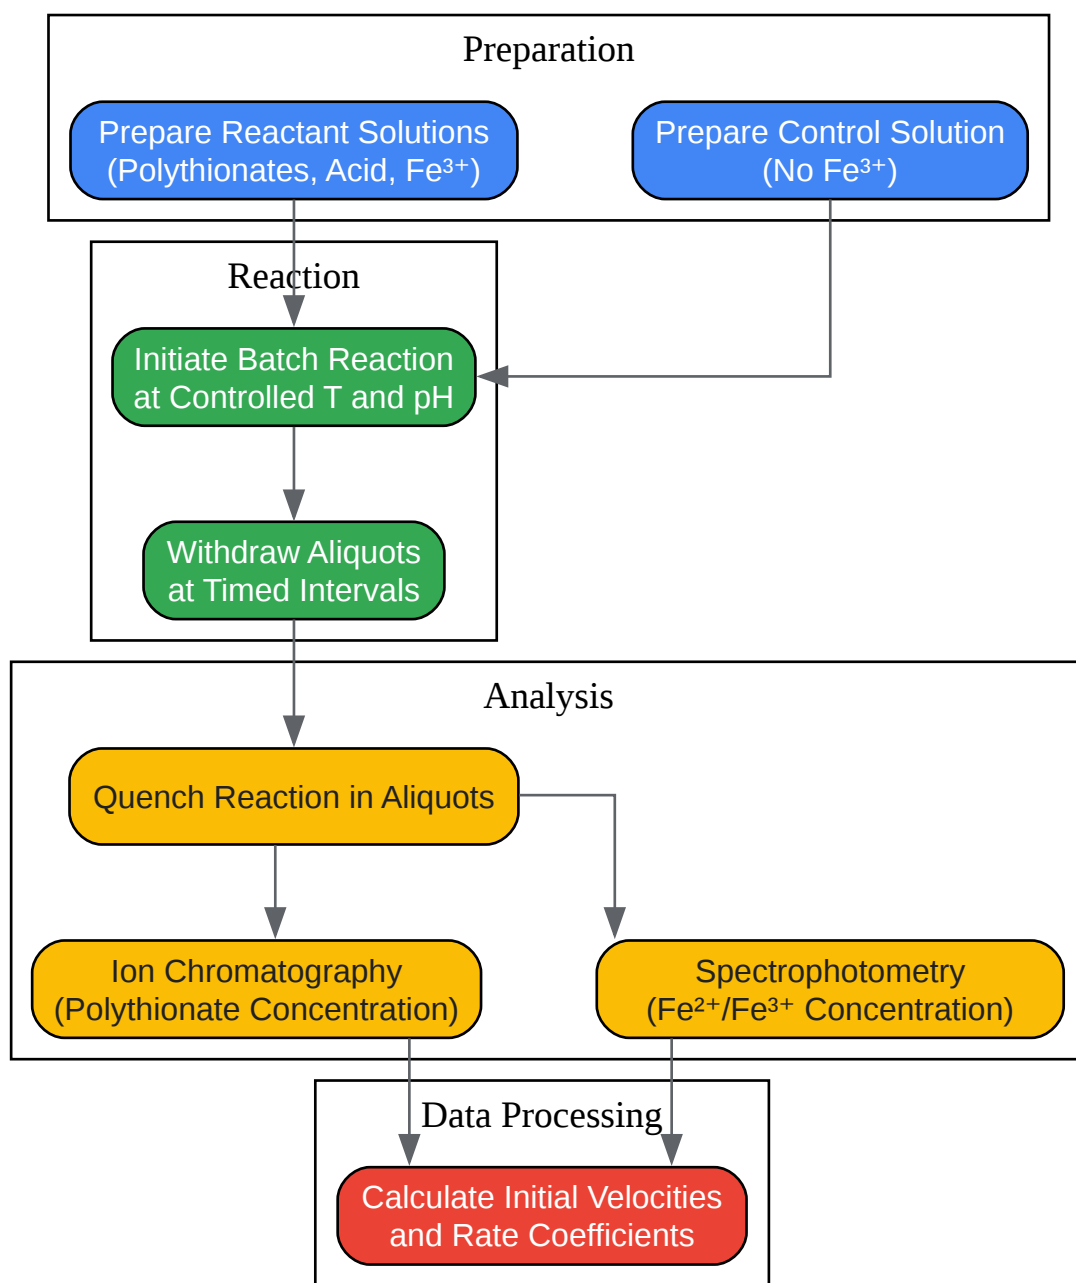 Preparation
Prepare Reactant Solutions
(Polythionates, Acid, Fe³⁺)
Prepare Control Solution
(No Fe³⁺)
Reaction
Initiate Batch Reaction
at Controlled T and pH
Withdraw Aliquots
at Timed Intervals
Analysis
Quench Reaction in Aliquots
Ion Chromatography
(Polythionate Concentration)
Spectrophotometry
(Fe²⁺/Fe³⁺ Concentration)
Data Processing
Calculate Initial Velocities
and Rate Coefficients